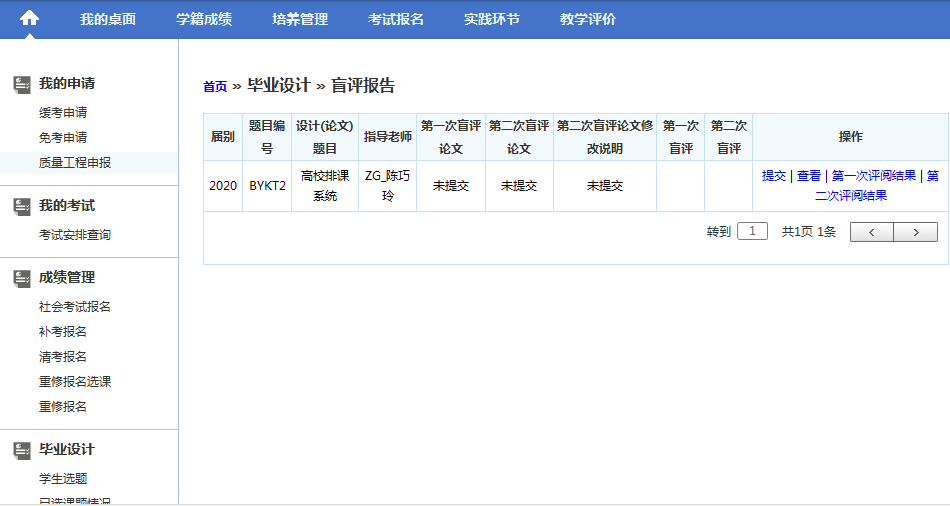 我的桌面 学籍成绩 培养管理 考试报名 实践环节 教学评价
我的申请
缓考申请
免考申请
质量工程申报
我的考试
考试安排查询
成绩管理
社会考试报名
补考报名
清考报名
重修报名选课
重修报名
毕业设计
学生选题
已选课题情况
首页 » 毕业设计 » 盲评报告
届别 题目编号 设计(论文)题目 指导老师 第一次盲评论文 第二次盲评论文 第二次盲评论文修改说明 第一次盲评 第二次盲评 操作
2020 BYKT2 高校排课系统 ZG_陈巧玲 未提交 未提交 未提交 提交 | 查看 | 第一次评阅结果 | 第二次评阅结果
转到 1 共1页 1条 < >